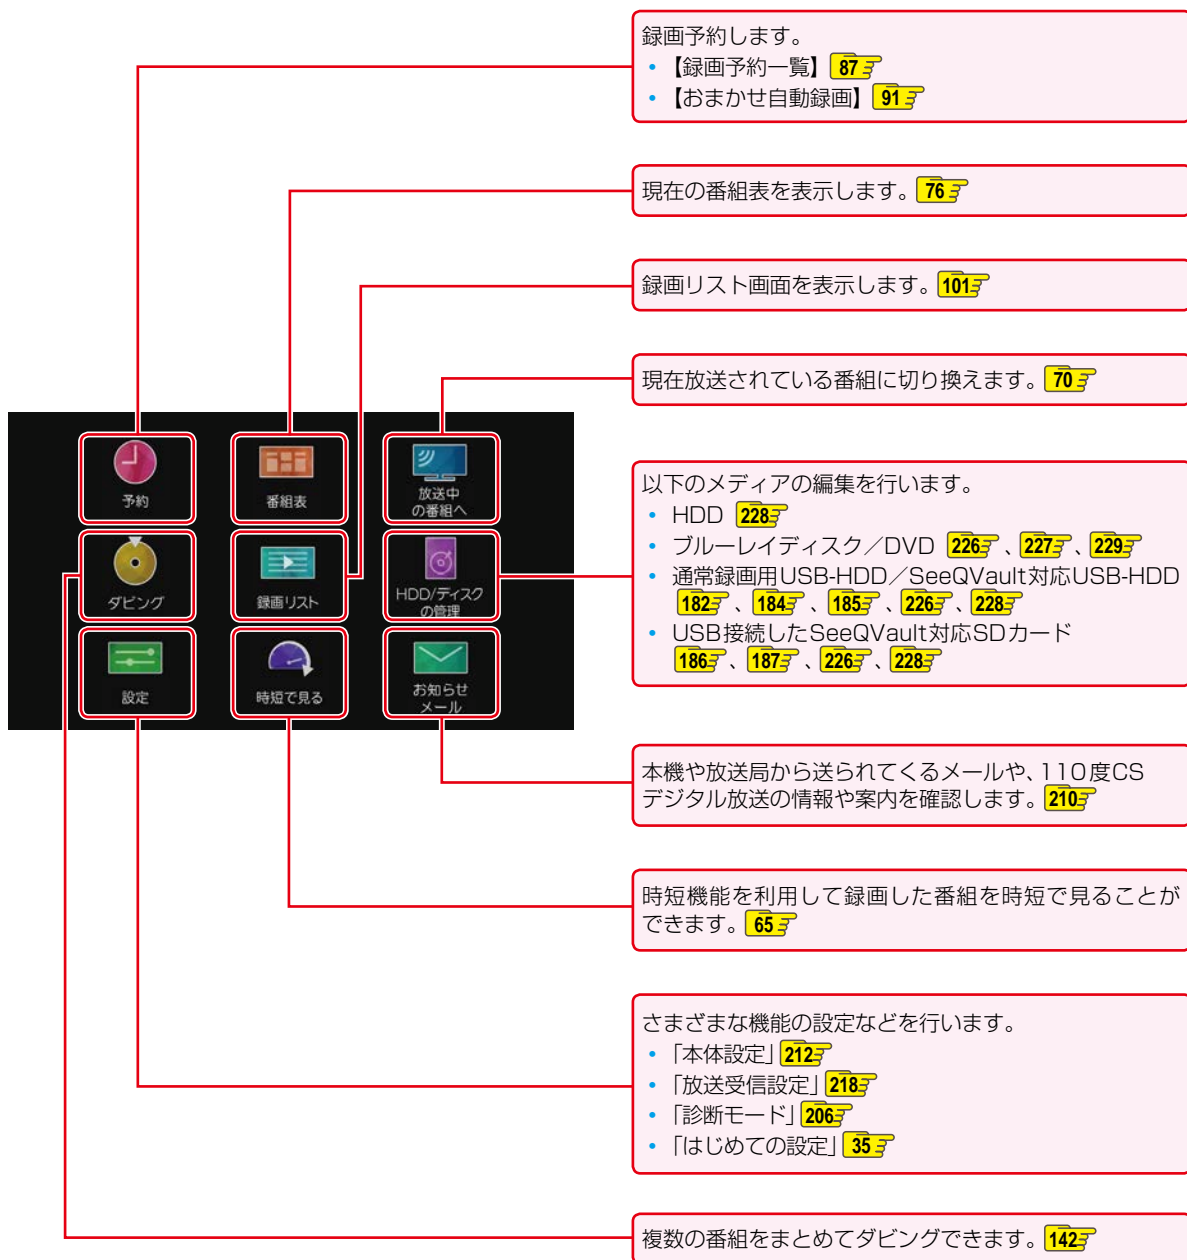 録画予約します。
• 【録画予約一覧】 87
• 【おまかせ自動録画】 91
現在の番組表を表示します。 76
録画リスト画面を表示します。 101
現在放送されている番組に切り換えます。 70
予約
番組表
放送中
の番組へ
ダビング
録画リスト
HDD/ディスク
の管理
設定
時短で見る
お知らせ
メール
以下のメディアの編集を行います。
• HDD 228
• ブルーレイディスク／DVD 226、227、229
• 通常録画用USB-HDD／SeeQVault対応USB-HDD
182、184、185、226、228
• USB接続したSeeQVault対応SDカード
186、187、226、228
本機や放送局から送られてくるメールや、110度CS
デジタル放送の情報や案内を確認します。 210
時短機能を利用して録画した番組を時短で見ることが
できます。 65
さまざまな機能の設定などを行います。
• 「本体設定」 212
• 「放送受信設定」 218
• 「診断モード」 206
• 「はじめての設定」 35
複数の番組をまとめてダビングできます。 142